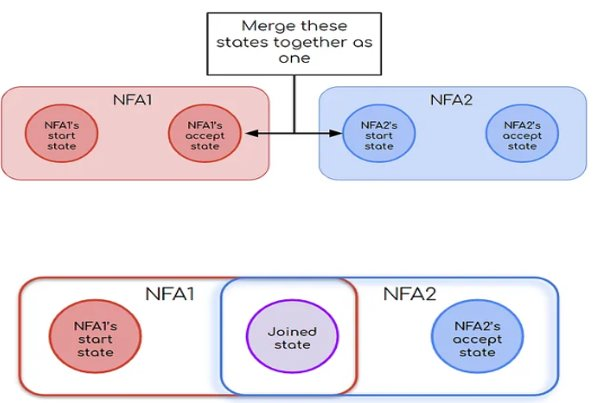 Merge these
states together as
one
NFA1
NFA2
NFA1's
start
state
NFA1's
accept
state
NFA2's
start
state
NFA2's
accept
state
NFA1
NFA2
NFA1's
start
state
Joined
state
NFA2's
accept
state